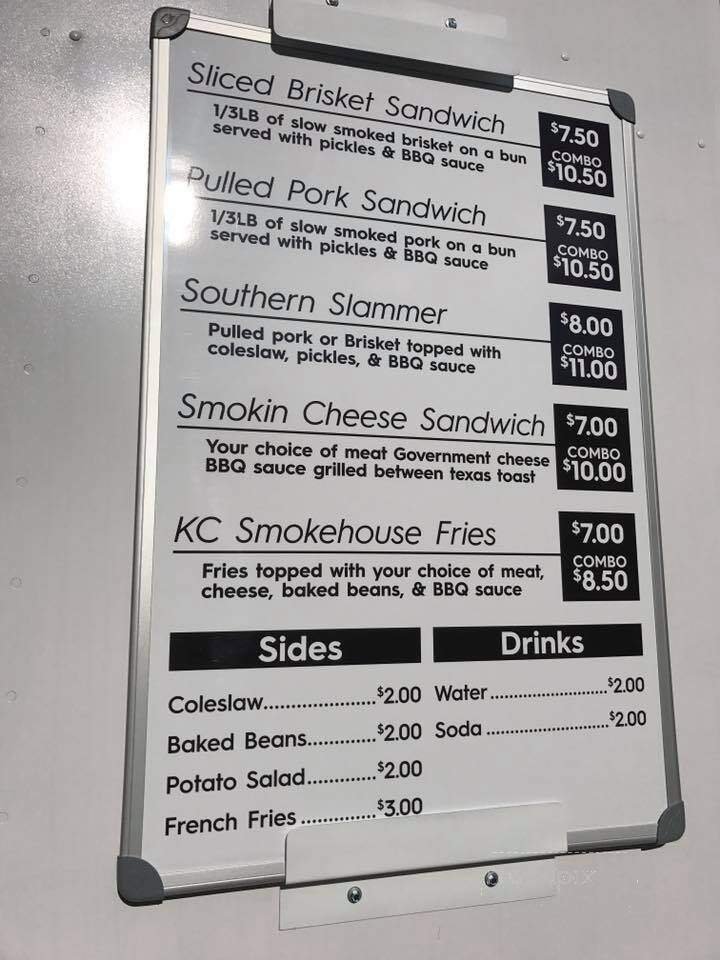 Sliced Brisket Sandwich
1/3LB of slow smoked brisket on a bun
served with pickles & BBQ sauce
$7.50
COMBO
$10.50
Pulled Pork Sandwich
1/3LB of slow smoked pork on a bun
served with pickles & BBQ sauce
$7.50
COMBO
$10.50
Southern Slammer
Pulled pork or Brisket topped with
coleslaw, pickles, & BBQ sauce
$8.00
COMBO
$11.00
Smokin Cheese Sandwich
Your choice of meat Government cheese
BBQ sauce grilled between texas toast
$7.00
COMBO
$10.00
KC Smokehouse Fries
Fries topped with your choice of meat,
cheese, baked beans, & BBQ sauce
$7.00
COMBO
$8.50
Sides
Coleslaw.....................$2.00
Baked Beans.............$2.00
Potato Salad.............$2.00
French Fries..............$3.00
Drinks
Water..........................$2.00
Soda...........................$2.00